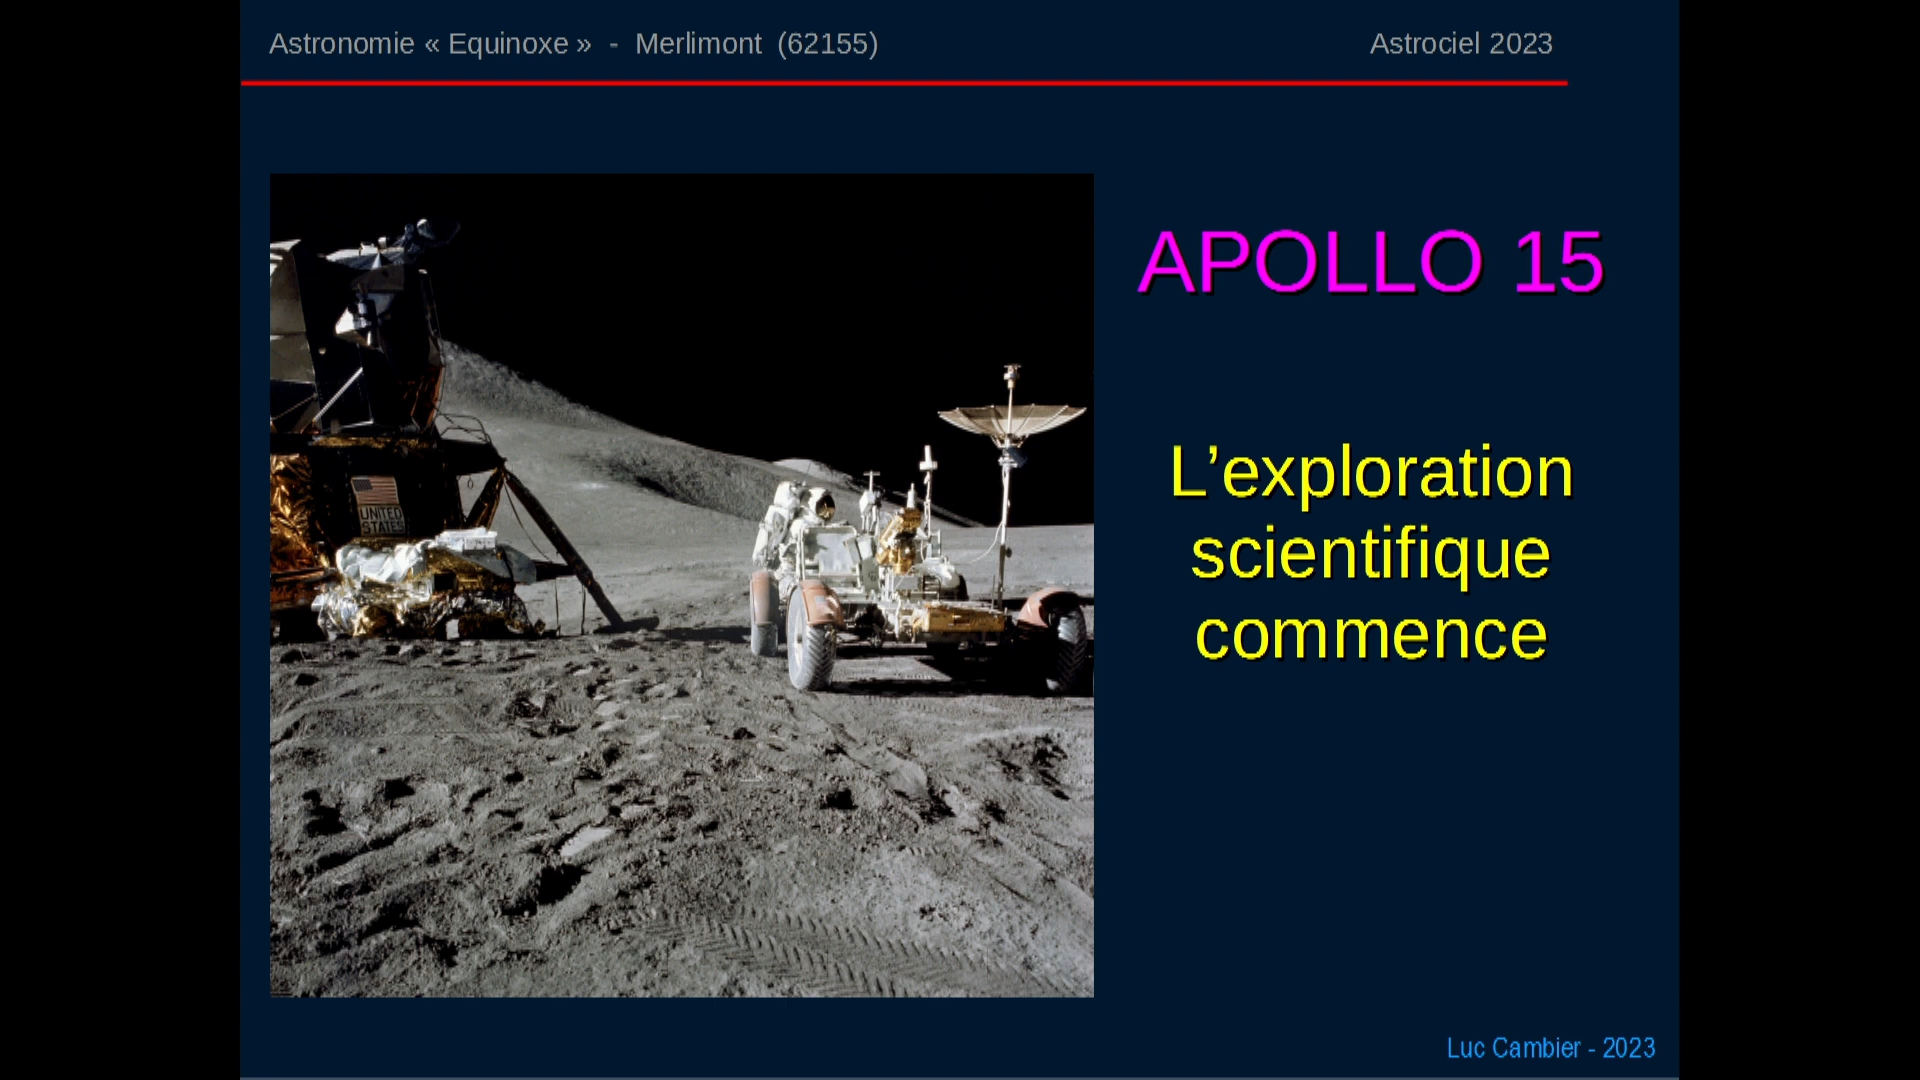 Astronomie « Equinoxe » - Merlimont (62155)
Astrociel 2023
APOLLO 15
L’exploration
scientifique
commence
UNITED
STATES
Luc Cambier - 2023